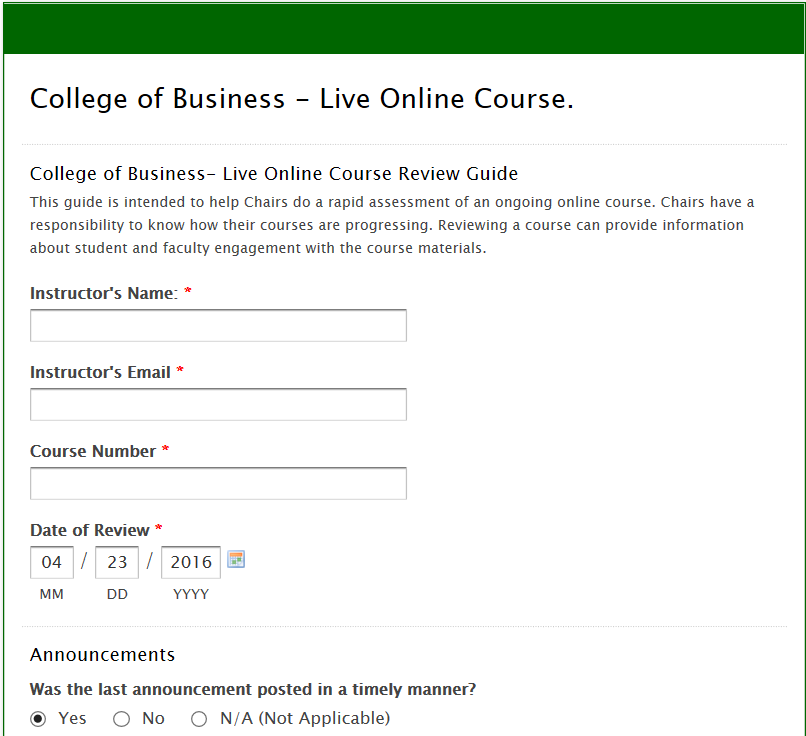 College of Business – Live Online Course.
College of Business– Live Online Course Review Guide
This guide is intended to help Chairs do a rapid assessment of an ongoing online course. Chairs have a
responsibility to know how their courses are progressing. Reviewing a course can provide information
about student and faculty engagement with the course materials.
Instructor's Name: *
Instructor's Email *
Course Number *
Date of Review *
04 / 23 / 2016
MM DD YYYY
Announcements
Was the last announcement posted in a timely manner?
Yes No N/A (Not Applicable)